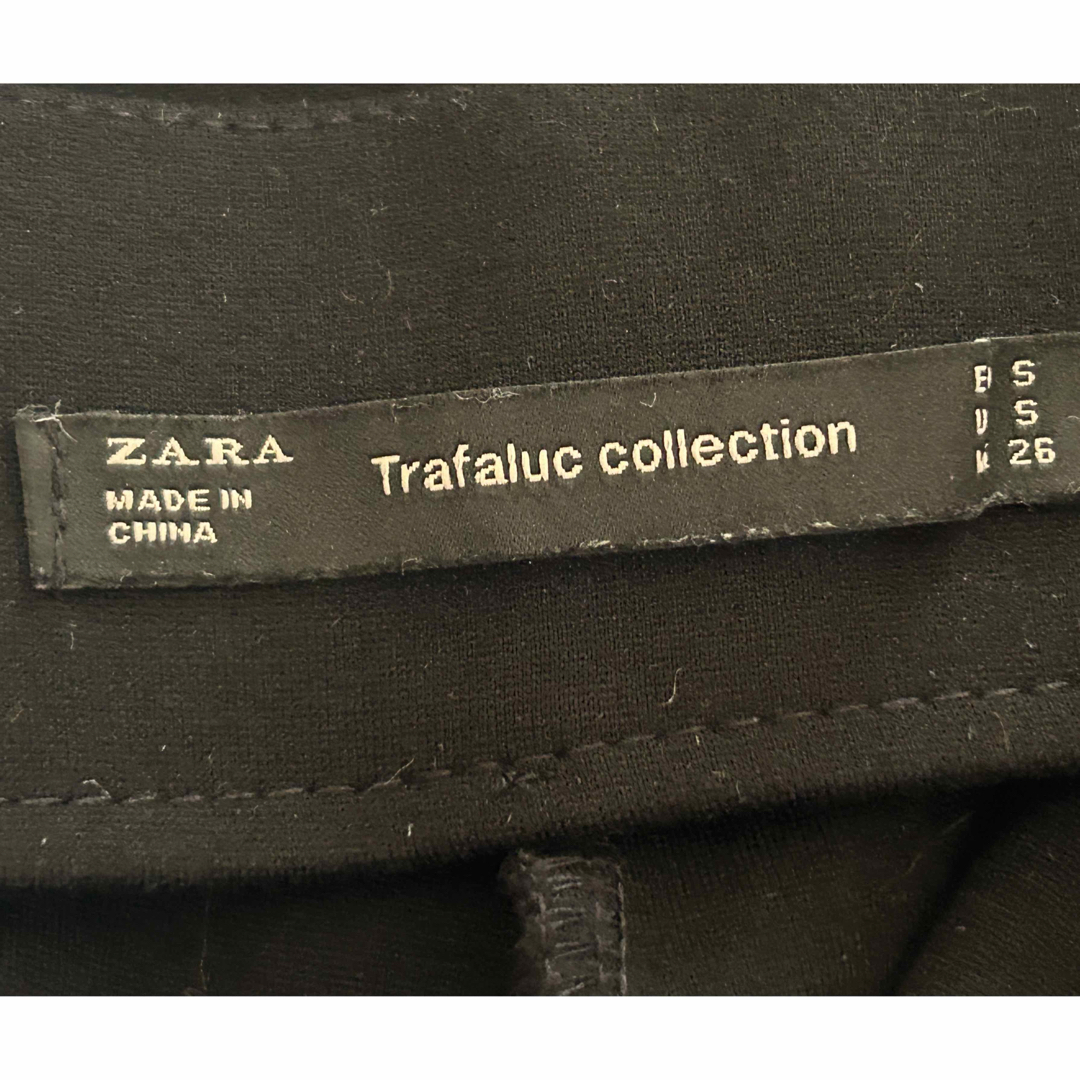 ZARA
MADE IN
CHINA
Trafaluc collection
S
S
26